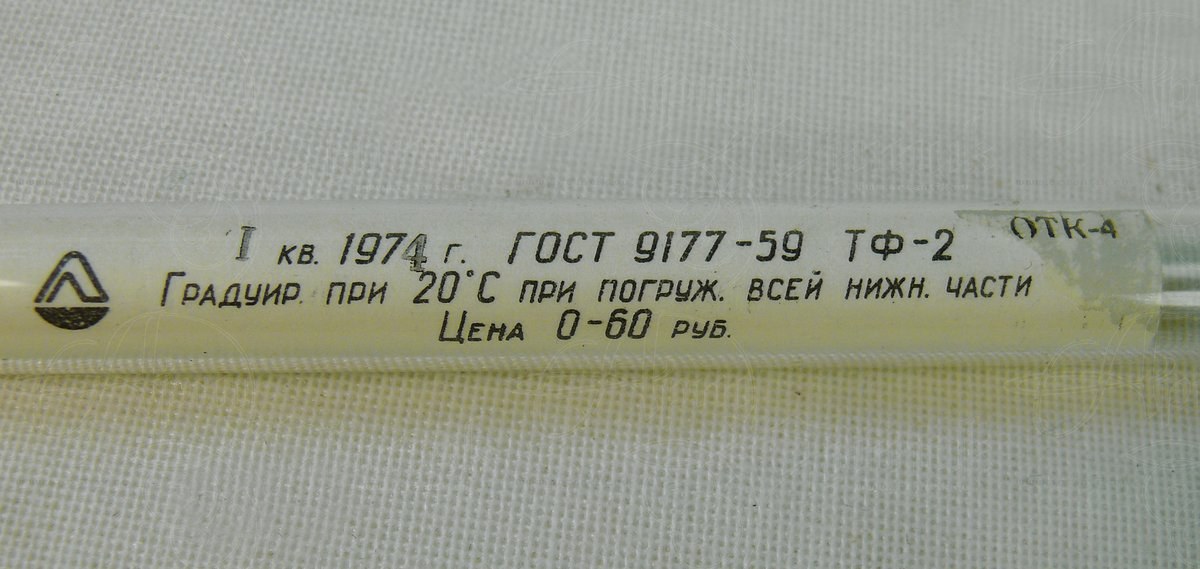 I кв. 1974 г. ГОСТ 9177-59 ТФ-2 ОТК-4
Градуир. при 20°С при погруж. всей нижн. части
Цена 0-60 руб.